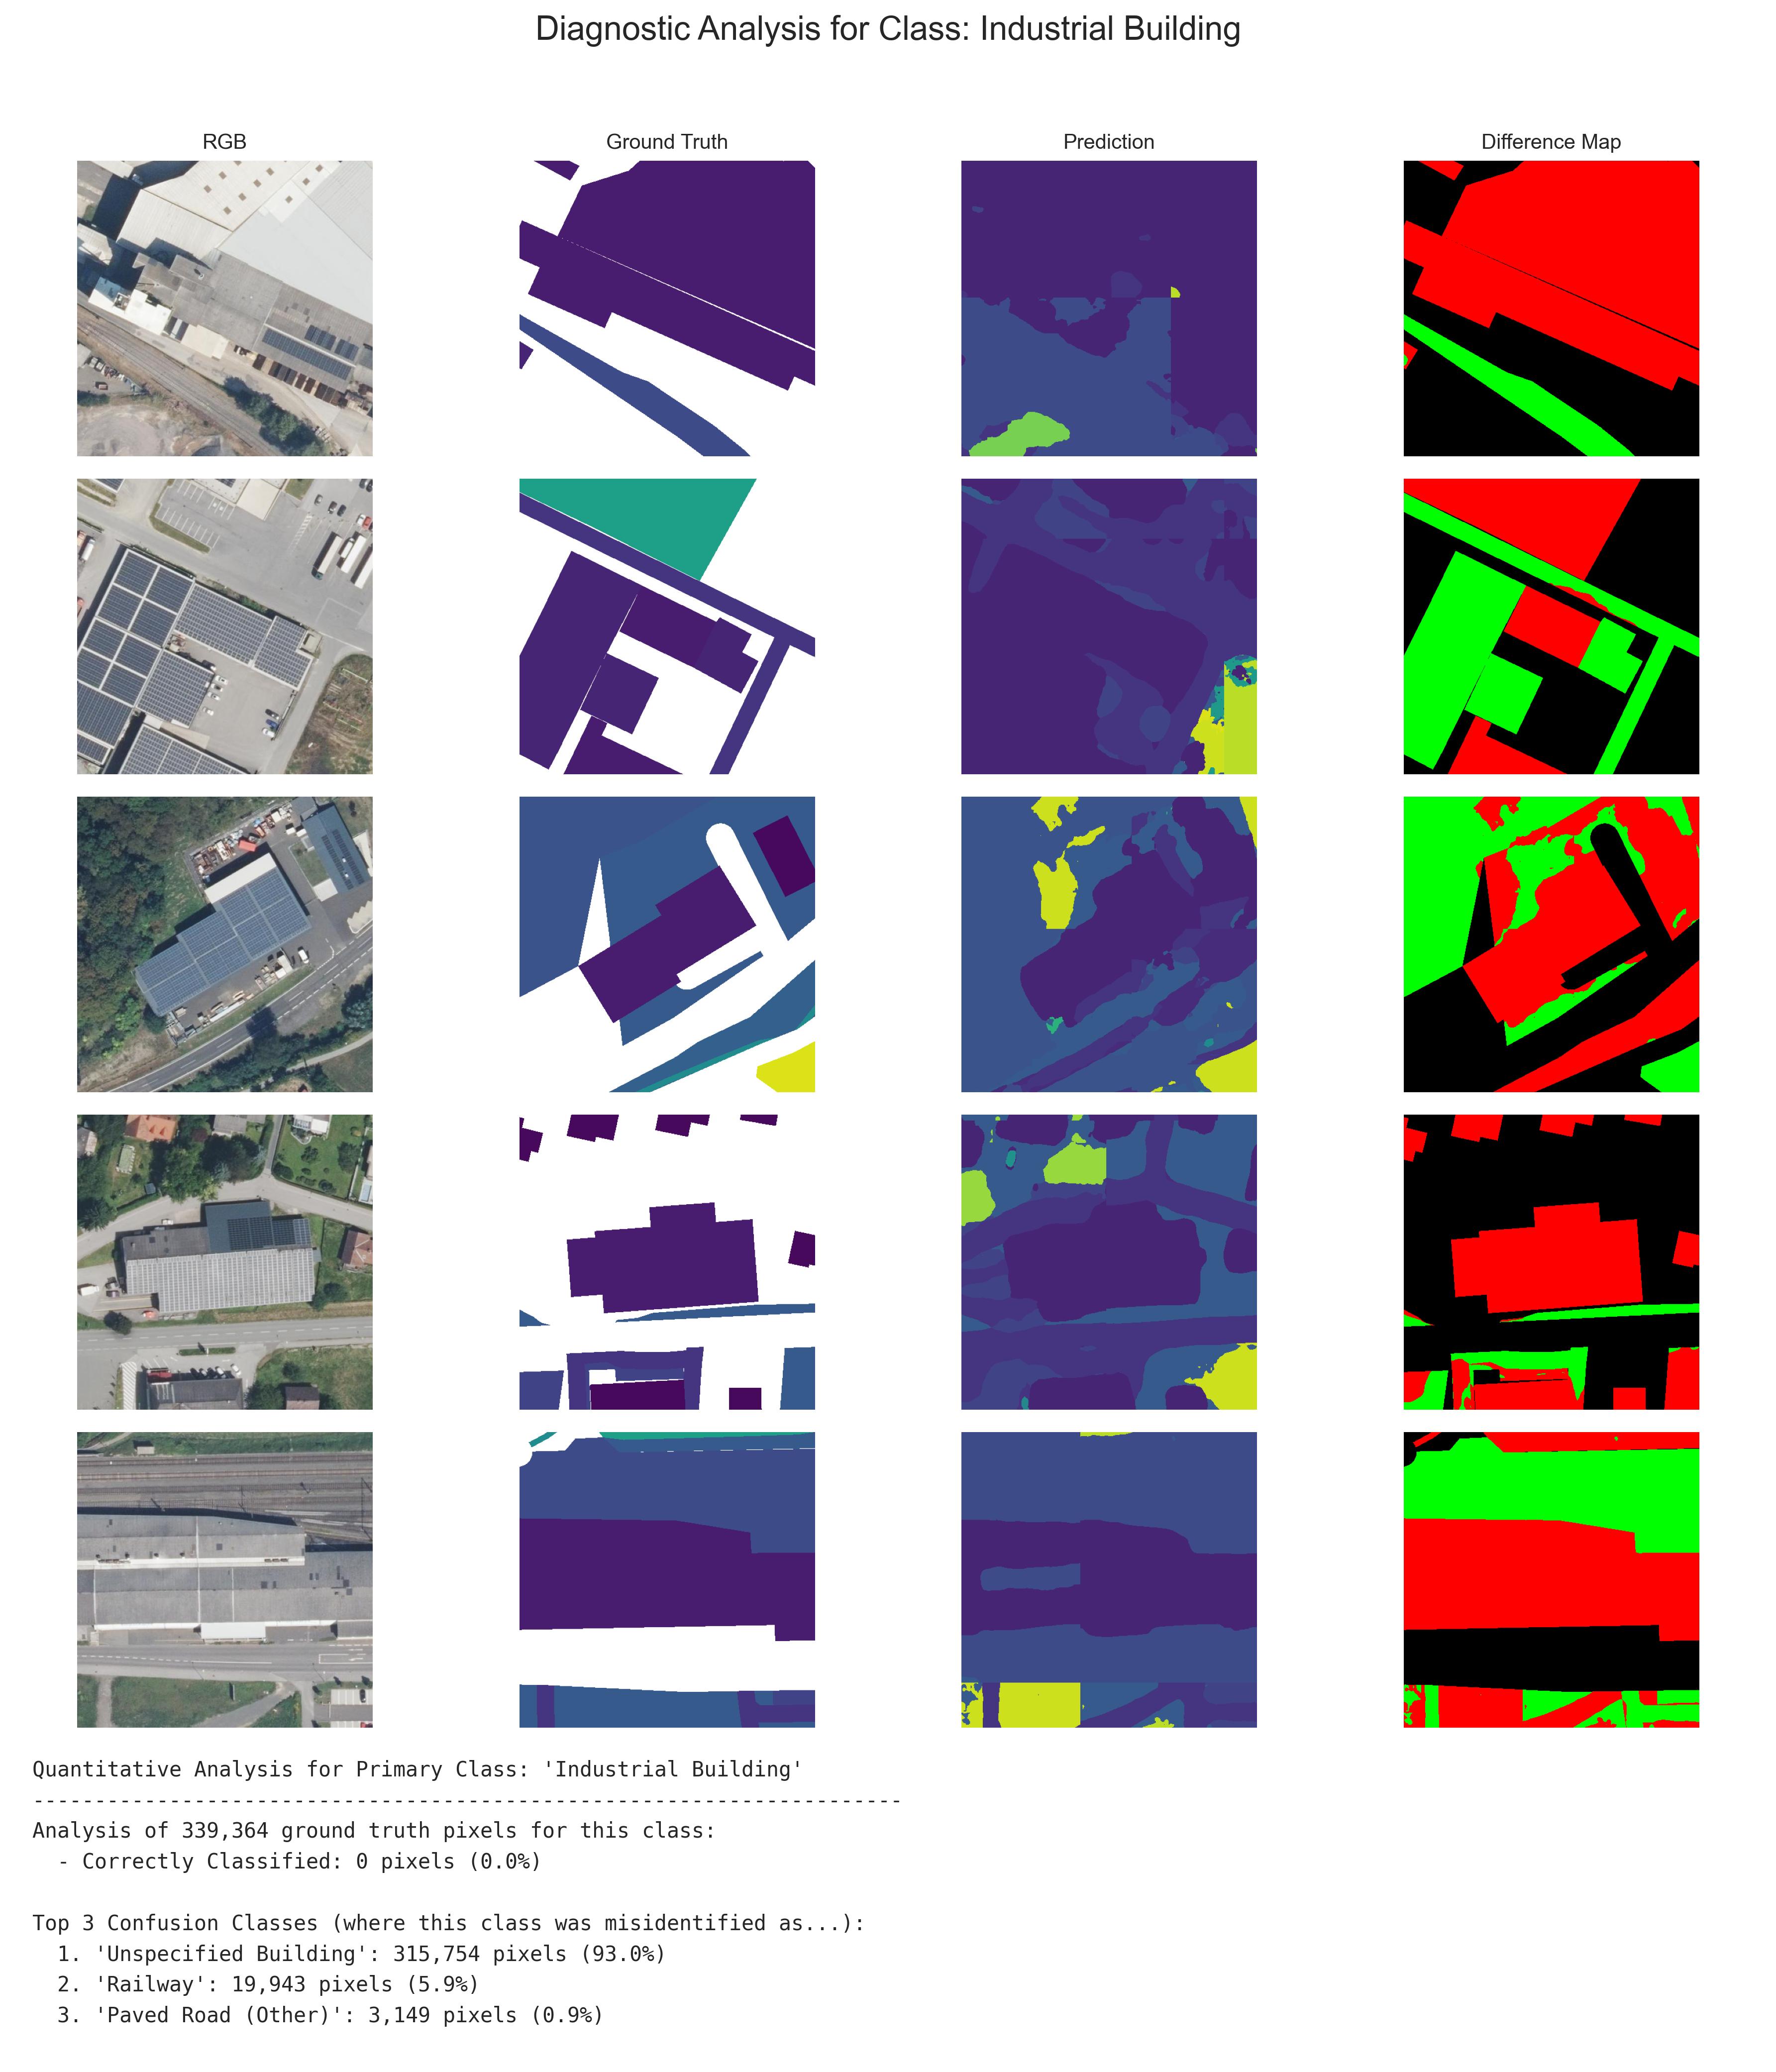 Diagnostic Analysis for Class: Industrial Building
RGB
Ground Truth
Prediction
Difference Map
Quantitative Analysis for Primary Class: 'Industrial Building'
----------------------------------------------------------------------
Analysis of 339,364 ground truth pixels for this class:
- Correctly Classified: 0 pixels (0.0%)
Top 3 Confusion Classes (where this class was misidentified as...):
1. 'Unspecified Building': 315,754 pixels (93.0%)
2. 'Railway': 19,943 pixels (5.9%)
3. 'Paved Road (Other)': 3,149 pixels (0.9%)